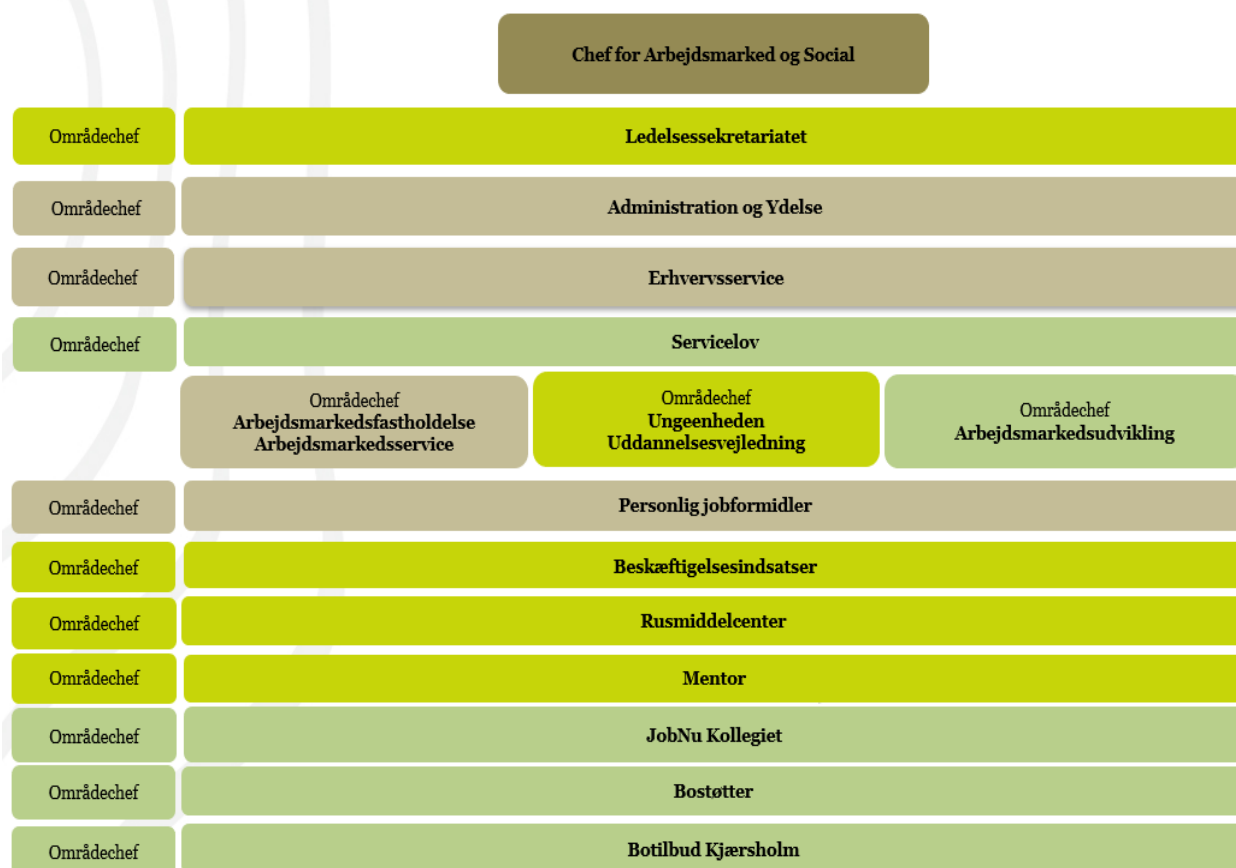 Chef for Arbejdsmarked og Social
Områdechef
Ledelsessekretariatet
Områdechef
Administration og Ydelse
Områdechef
Erhvervsservice
Områdechef
Servicelov
Områdechef
Arbejdsmarkedsfastholdelse
Arbejdsmarkedsservice
Områdechef
Ungeenheden
Uddannelsesvejledning
Områdechef
Arbejdsmarkedsudvikling
Områdechef
Personlig jobformidler
Områdechef
Beskæftigelsesindsatser
Områdechef
Rusmiddelcenter
Områdechef
Mentor
Områdechef
JobNu Kollegiet
Områdechef
Bostøtter
Områdechef
Botilbud Kjærsholm